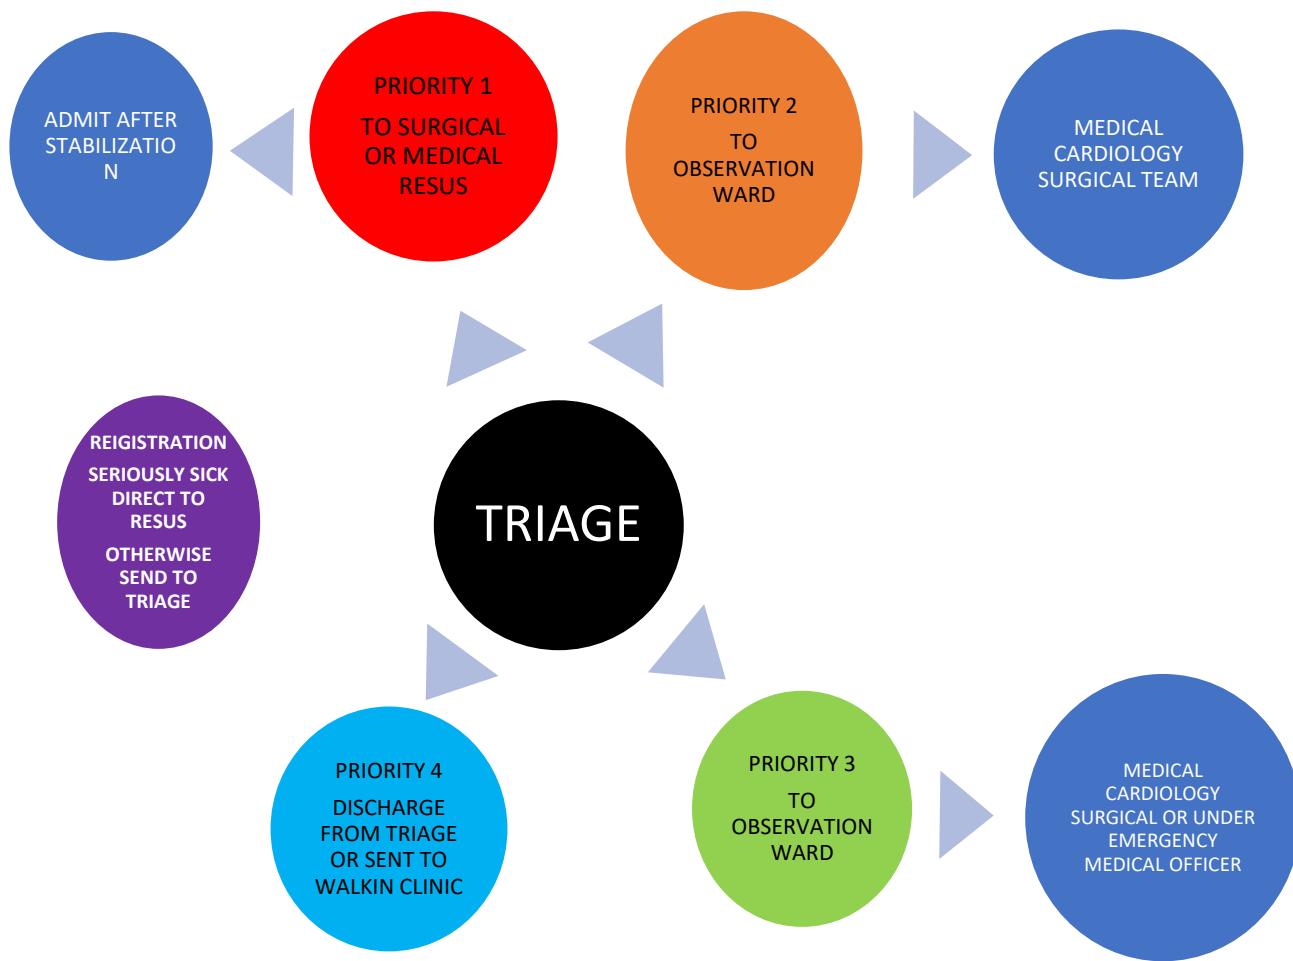 ADMIT AFTER
STABILIZATIO
N
PRIORITY 1
TO SURGICAL
OR MEDICAL
RESUS
PRIORITY 2
TO
OBSERVATION
WARD
MEDICAL
CARDIOLOGY
SURGICAL TEAM
REIGISTRATION
SERIOUSLY SICK
DIRECT TO
RESUS
OTHERWISE
SEND TO
TRIAGE
TRIAGE
PRIORITY 4
DISCHARGE
FROM TRIAGE
OR SENT TO
WALKIN CLINIC
PRIORITY 3
TO
OBSERVATION
WARD
MEDICAL
CARDIOLOGY
SURGICAL OR UNDER
EMERGENCY
MEDICAL OFFICER